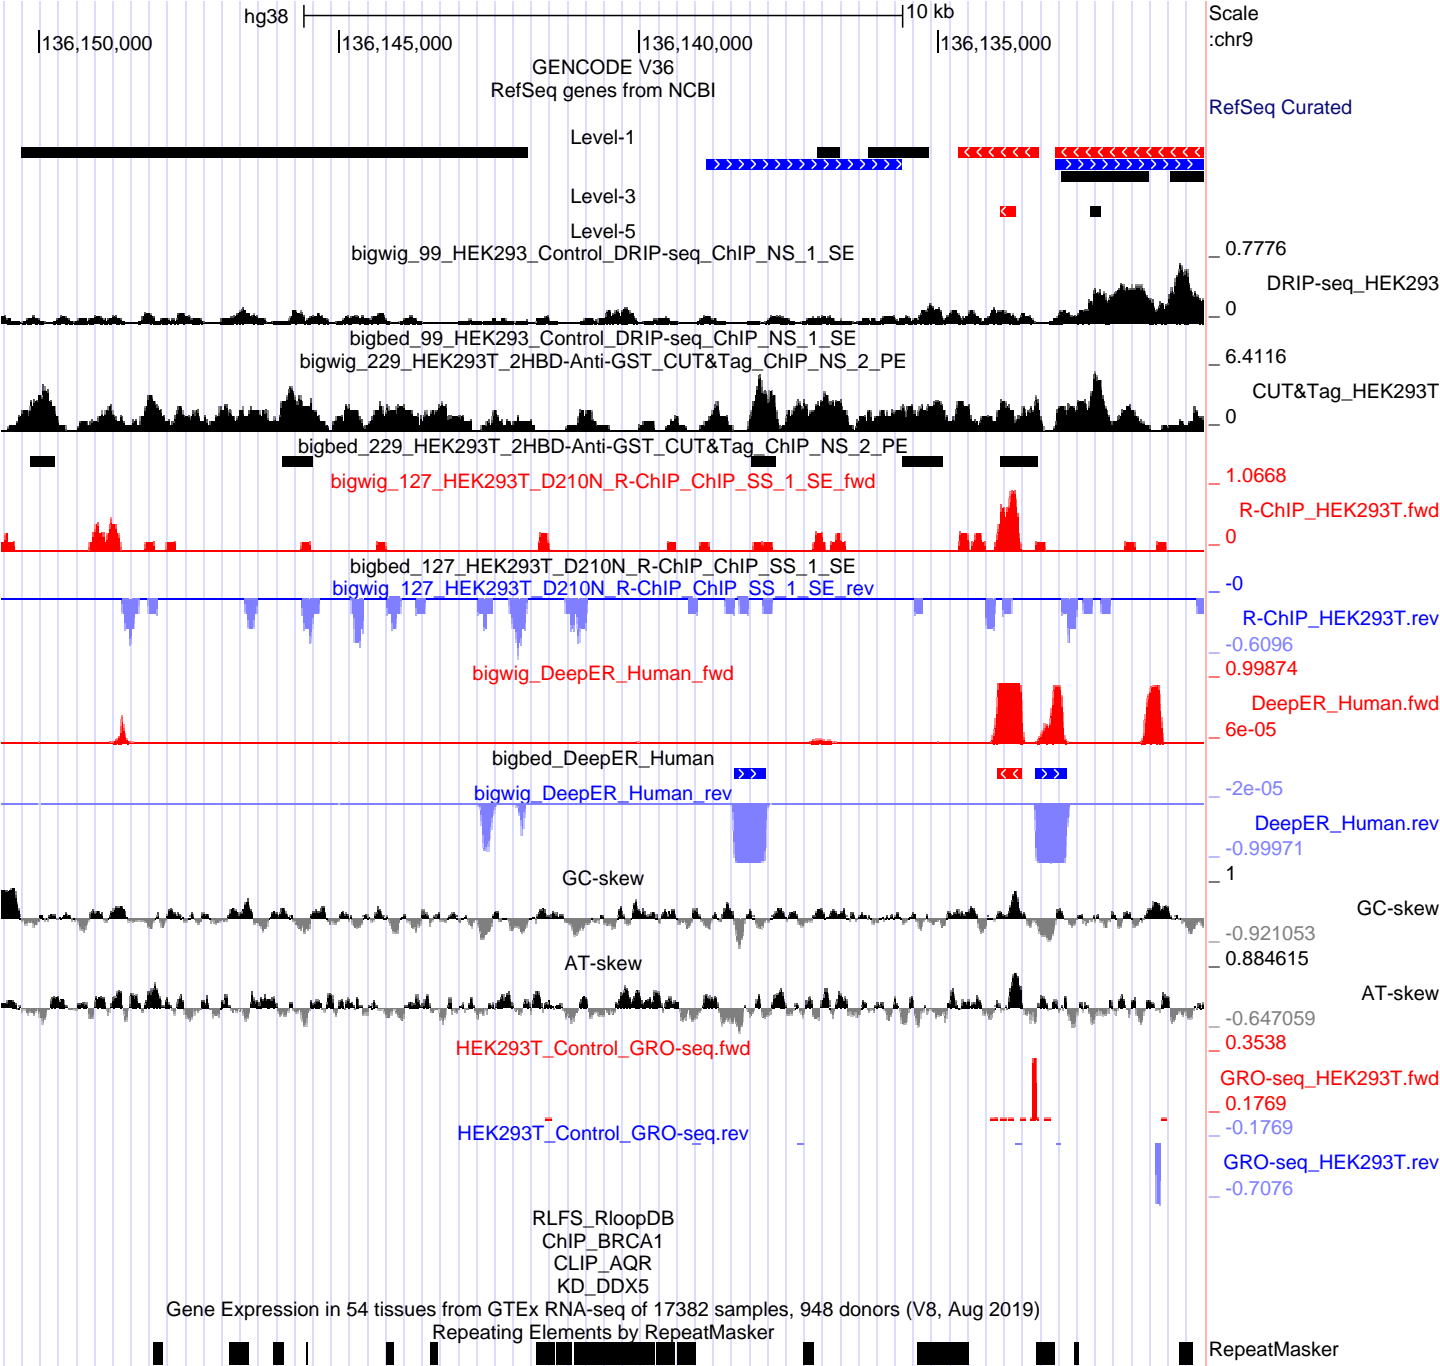 hg38
10 kb
Scale
136,150,000
136,145,000
136,140,000
136,135,000
:chr9
GENCODE V36
RefSeq genes from NCBI
RefSeq Curated
Level-1
Level-3
Level-5
bigwig_99_HEK293_Control_DRIP-seq_ChIP_NS_1_SE
0.7776
DRIP-seq_HEK293
0
bigbed_99_HEK293_Control_DRIP-seq_ChIP_NS_1_SE
bigwig_229_HEK293T_2HBD-Anti-GST_CUT&Tag_ChIP_NS_2_PE
6.4116
CUT&Tag_HEK293T
0
bigbed_229_HEK293T_2HBD-Anti-GST_CUT&Tag_ChIP_NS_2_PE
bigwig_127_HEK293T_D210N_R-ChIP_ChIP_SS_1_SE_fwd
1.0668
R-ChIP_HEK293T.fwd
0
bigbed_127_HEK293T_D210N_R-ChIP_ChIP_SS_1_SE
bigwig_127_HEK293T_D210N_R-ChIP_ChIP_SS_1_SE_rev
-0
R-ChIP_HEK293T.rev
-0.6096
bigwig_DeepER_Human_fwd
0.99874
DeepER_Human.fwd
6e-05
bigbed_DeepER_Human
bigwig_DeepER_Human_rev
-2e-05
DeepER_Human.rev
-0.99971
GC-skew
1
GC-skew
-0.921053
AT-skew
0.884615
AT-skew
-0.647059
HEK293T_Control_GRO-seq.fwd
0.3538
GRO-seq_HEK293T.fwd
0.1769
HEK293T_Control_GRO-seq.rev
-0.1769
GRO-seq_HEK293T.rev
-0.7076
RLFS_RloopDB
ChIP_BRCA1
CLIP_AQR
KD_DDX5
Gene Expression in 54 tissues from GTEx RNA-seq of 17382 samples, 948 donors (V8, Aug 2019)
Repeating Elements by RepeatMasker
RepeatMasker